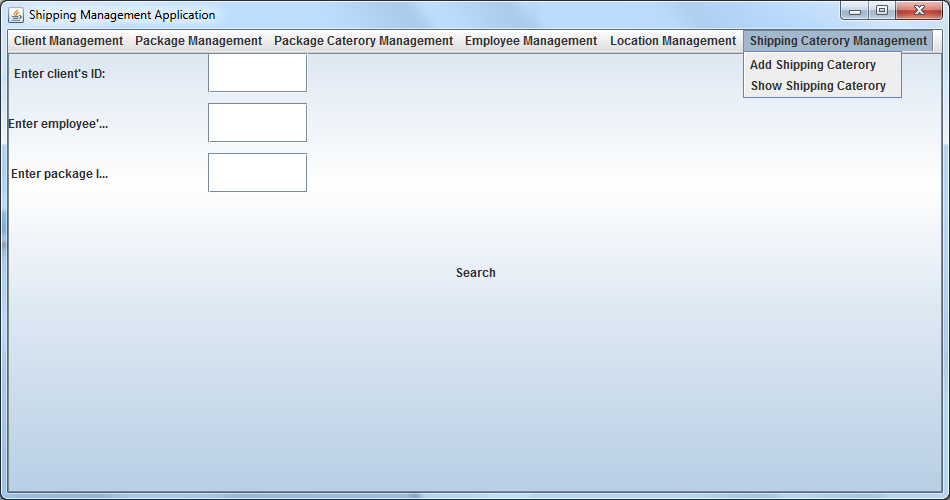 Shipping Management Application
Client Management Package Management Package Caterory Management Employee Management Location Management Shipping Caterory Management
Add Shipping Caterory
Show Shipping Caterory
Enter client's ID:
Enter employee'...
Enter package I...
Search